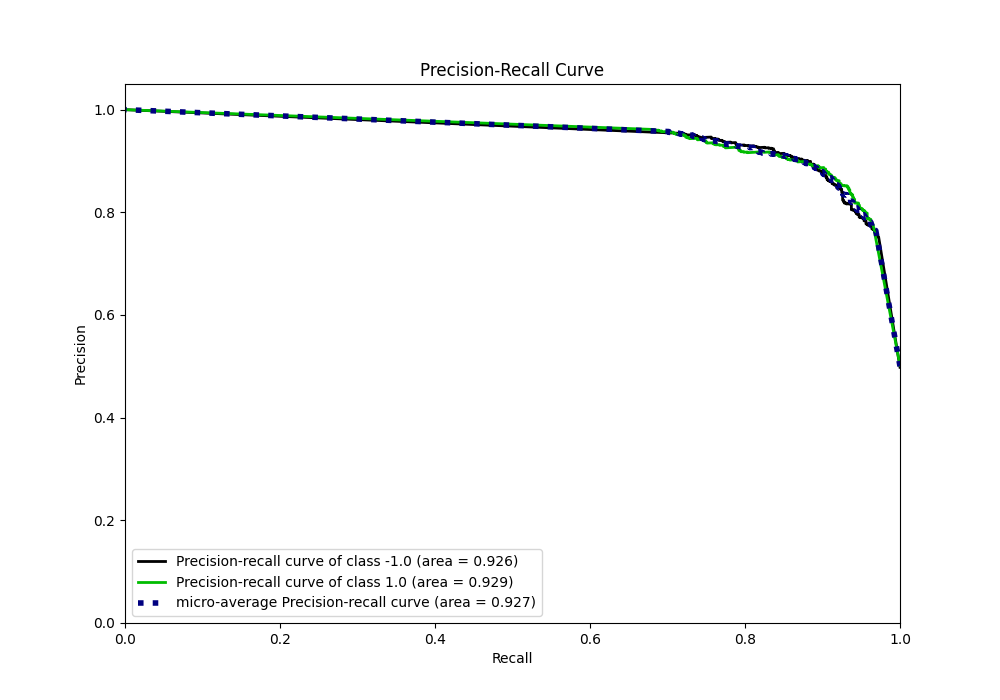 Precision-Recall Curve
1.0
0.8
0.6
0.4
0.2
0.0
Precision
Precision-recall curve of class -1.0 (area = 0.926)
Precision-recall curve of class 1.0 (area = 0.929)
micro-average Precision-recall curve (area = 0.927)
0.0 0.2 0.4 0.6 0.8 1.0
Recall